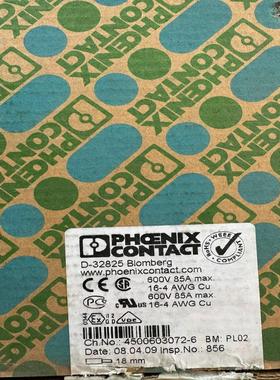 PHOENIX
CONTACT
PHOENIX
CONTACT
PHOENIX
CONTACT
PHOENIX
CONTACT
D-32825 Blomberg
www.phoenixcontact.com
600V 85A max.
16-4 AWG Cu
600V 85A max.
16-4 AWG Cu
Ch.No.: 4500603072-6 BM: PL02
Date: 08.04.09 Insp.No.: 856
18 mm